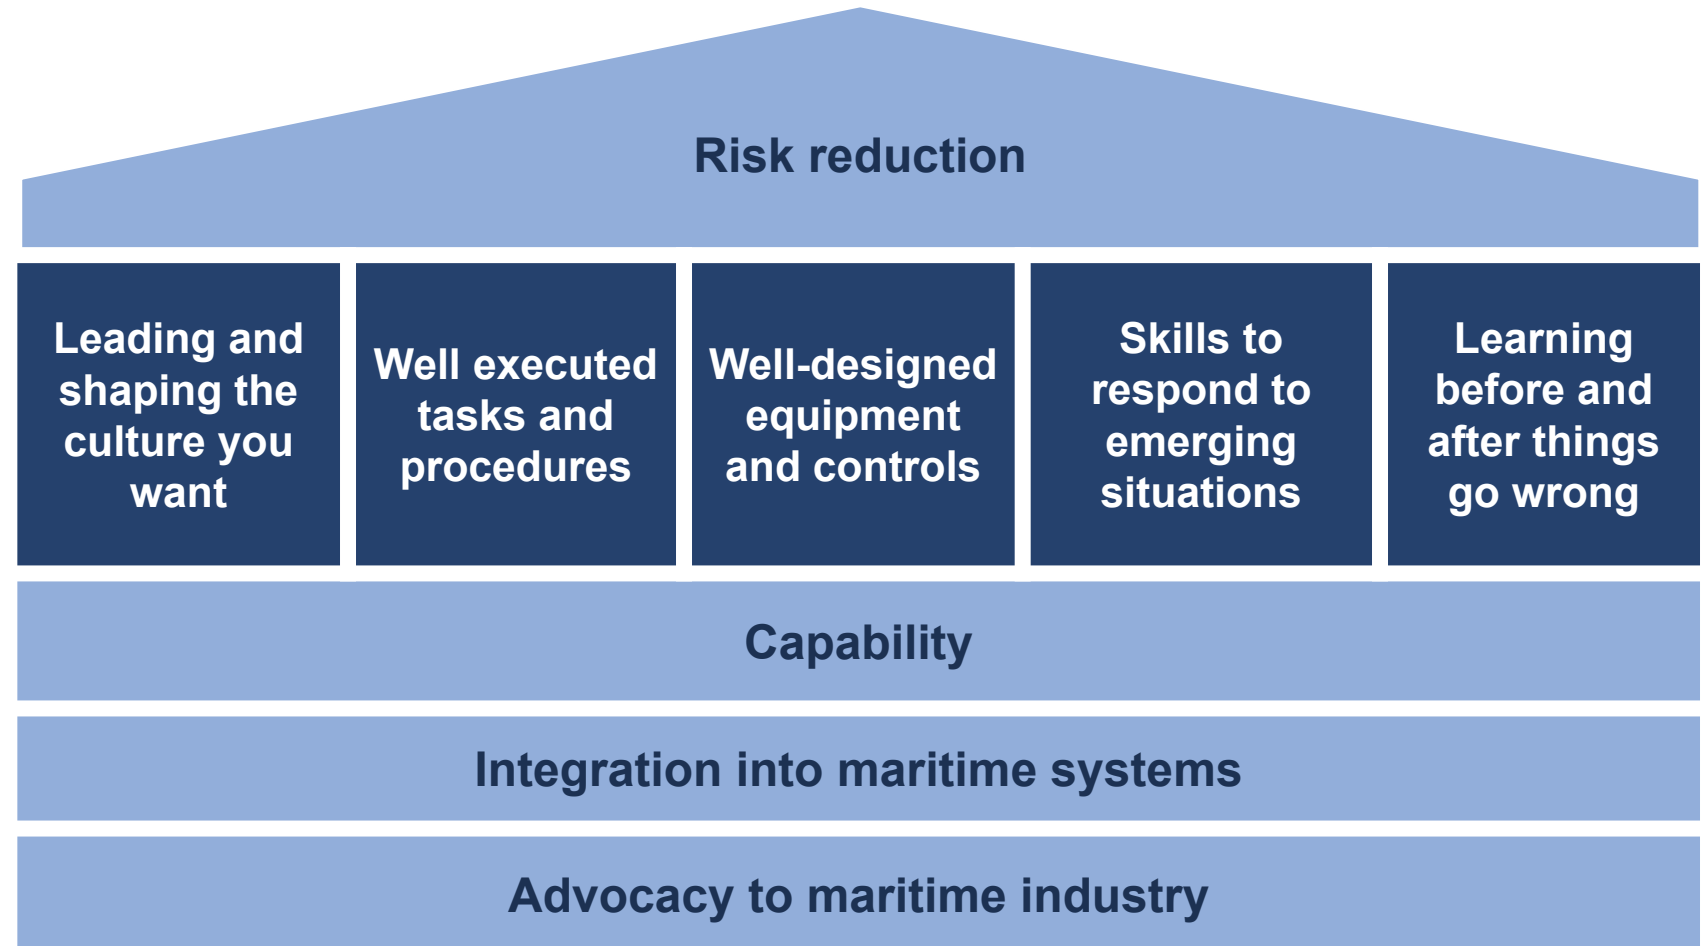 Risk reduction
Leading and
shaping the
culture you
want
Well executed
tasks and
procedures
Well-designed
equipment
and controls
Skills to
respond to
emerging
situations
Learning
before and
after things
go wrong
Capability
Integration into maritime systems
Advocacy to maritime industry